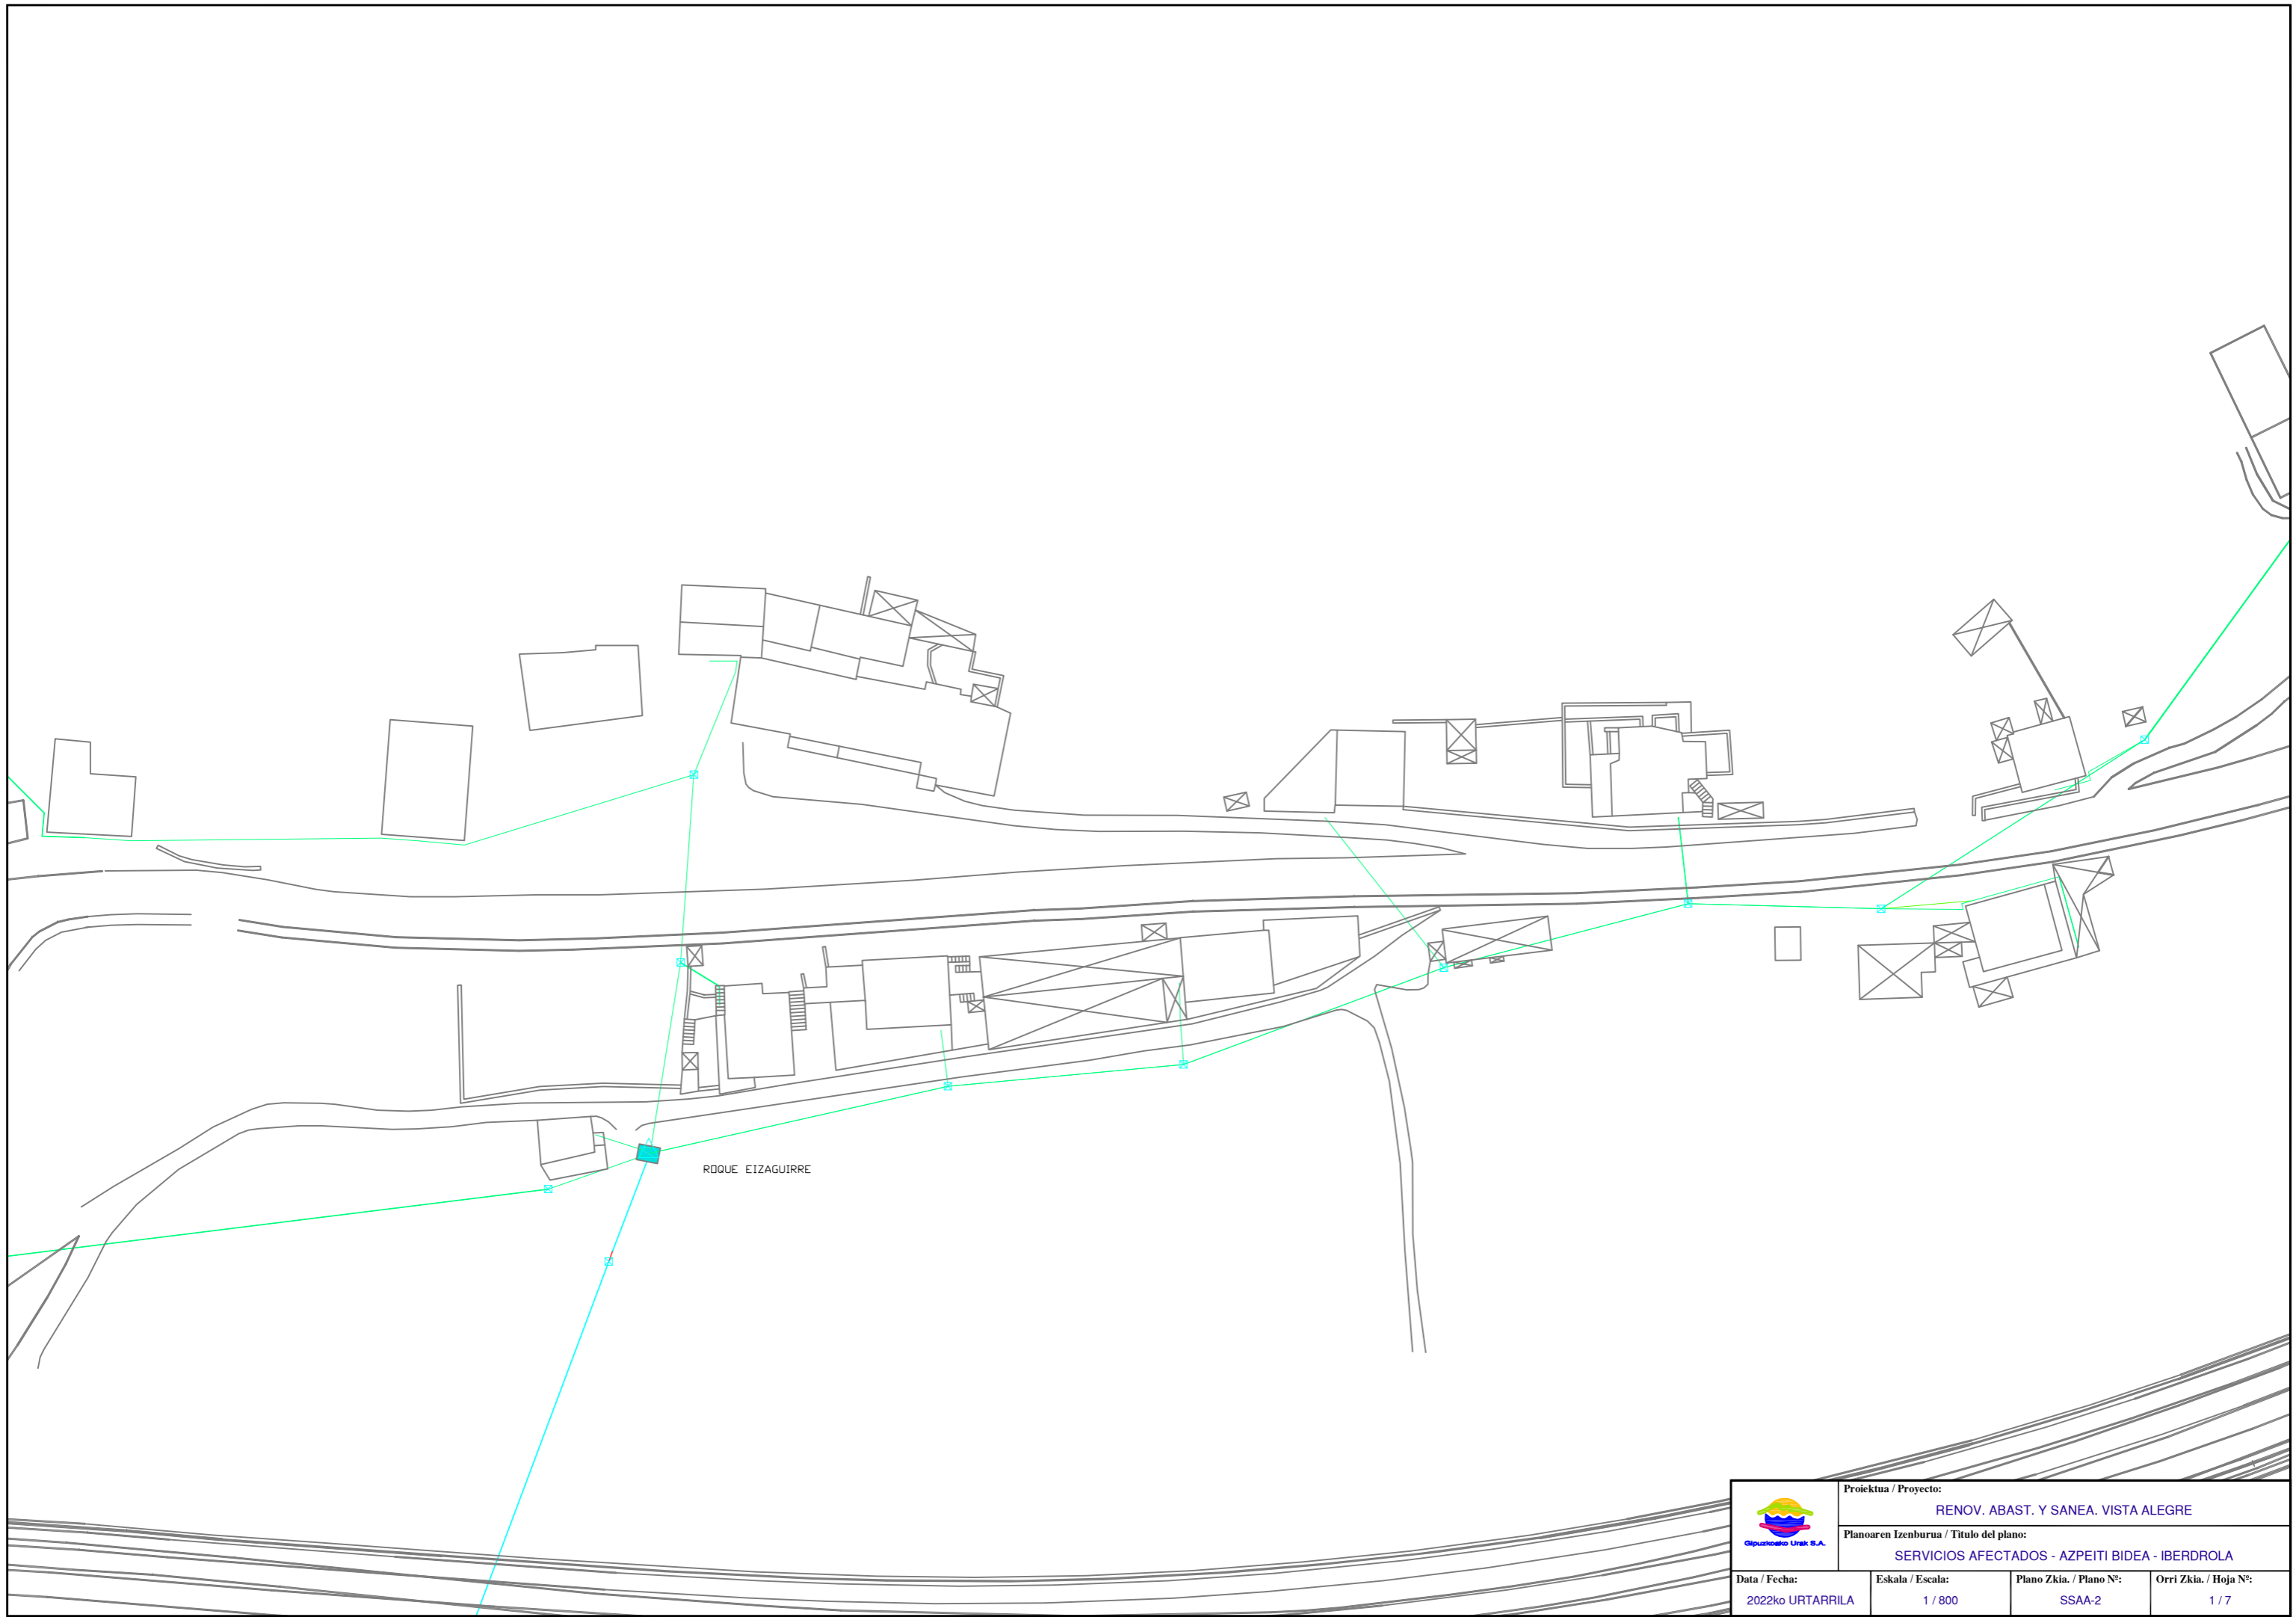 ROQUE EIZAGUIRRE
Gipuzkoako Urak S.A.
Proiektua / Proyecto:
RENOV. ABAST. Y SANEA. VISTA ALEGRE
Planoaren Izenburua / Titulo del plano:
SERVICIOS AFECTADOS - AZPEITI BIDEA - IBERDROLA
Data / Fecha:
2022ko URTARRILA
Eskala / Escala:
1 / 800
Plano Zkia. / Plano Nº:
SSAA-2
Orri Zkia. / Hoja Nº:
1 / 7